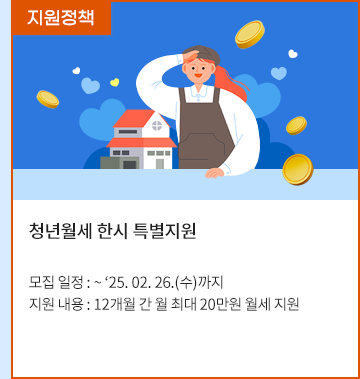 지원정책
청년월세 한시 특별지원
모집 일정 : ~ ‘25. 02. 26.(수)까지
지원 내용 : 12개월 간 월 최대 20만원 월세 지원